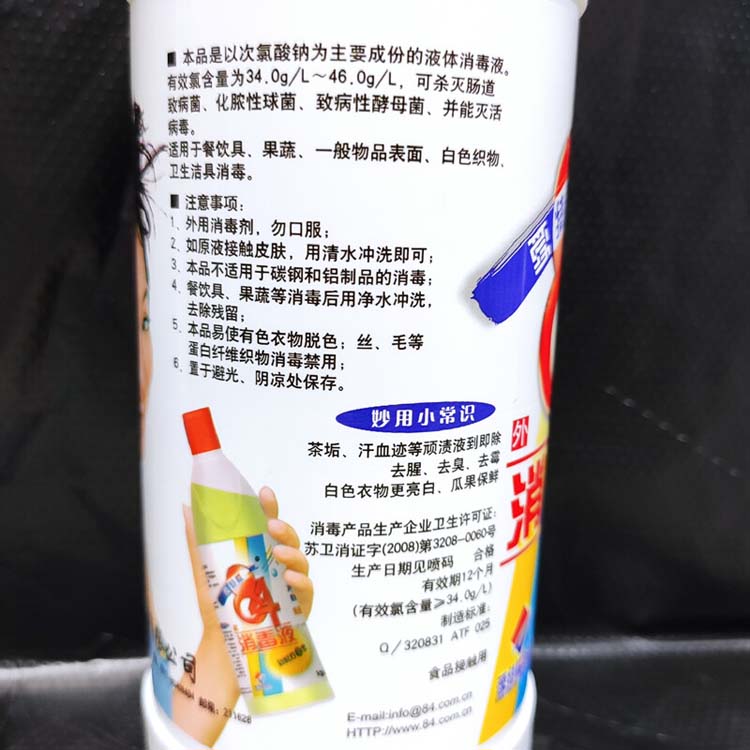 ■ 本品是以次氯酸钠为主要成份的液体消毒液。
有效氯含量为34.0g/L~46.0g/L，可杀灭肠道
致病菌、化脓性球菌、致病性酵母菌、并能灭活
病毒。
适用于餐饮具、果蔬、一般物品表面、白色织物、
卫生洁具消毒。
■ 注意事项：
1、外用消毒剂，勿口服；
2、如原液接触皮肤，用清水冲洗即可；
3、本品不适用于碳钢和铝制品的消毒；
4、餐饮具、果蔬等消毒后用净水冲洗，
去除残留；
5、本品易使有色衣物脱色；丝、毛等
蛋白纤维织物消毒禁用；
6、置于避光、阴凉处保存。
妙用小常识
茶垢、汗血迹等顽渍液到即除
去腥、去臭、去霉
白色衣物更亮白、瓜果保鲜
消毒产品生产企业卫生许可证：
苏卫消证字(2008)第3208-0060号
生产日期见喷码 合格
有效期12个月
(有效氯含量≥34.0g/L)
制造标准：
Q/320831 ATF 025
食品接触用
E-mail:info@84.com.cn
HTTP://www.84.com.cn
外
消
消毒液
公司
邮编：211628